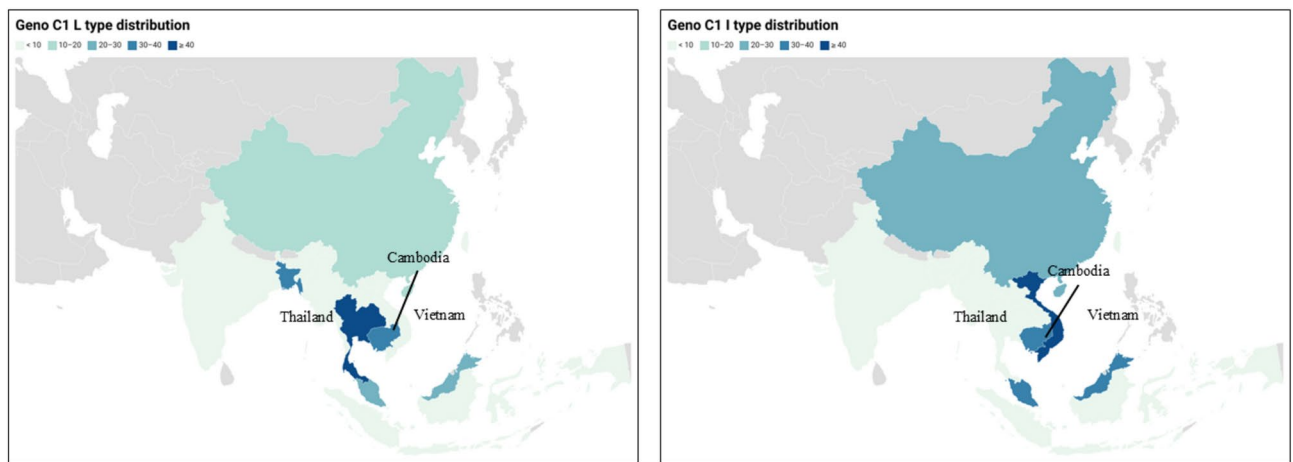 Geno C1 L type distribution
< 10 10–20 20–30 30–40 ≥ 40
Cambodia
Thailand
Vietnam
Geno C1 I type distribution
< 10 10–20 20–30 30–40 ≥ 40
Cambodia
Thailand
Vietnam